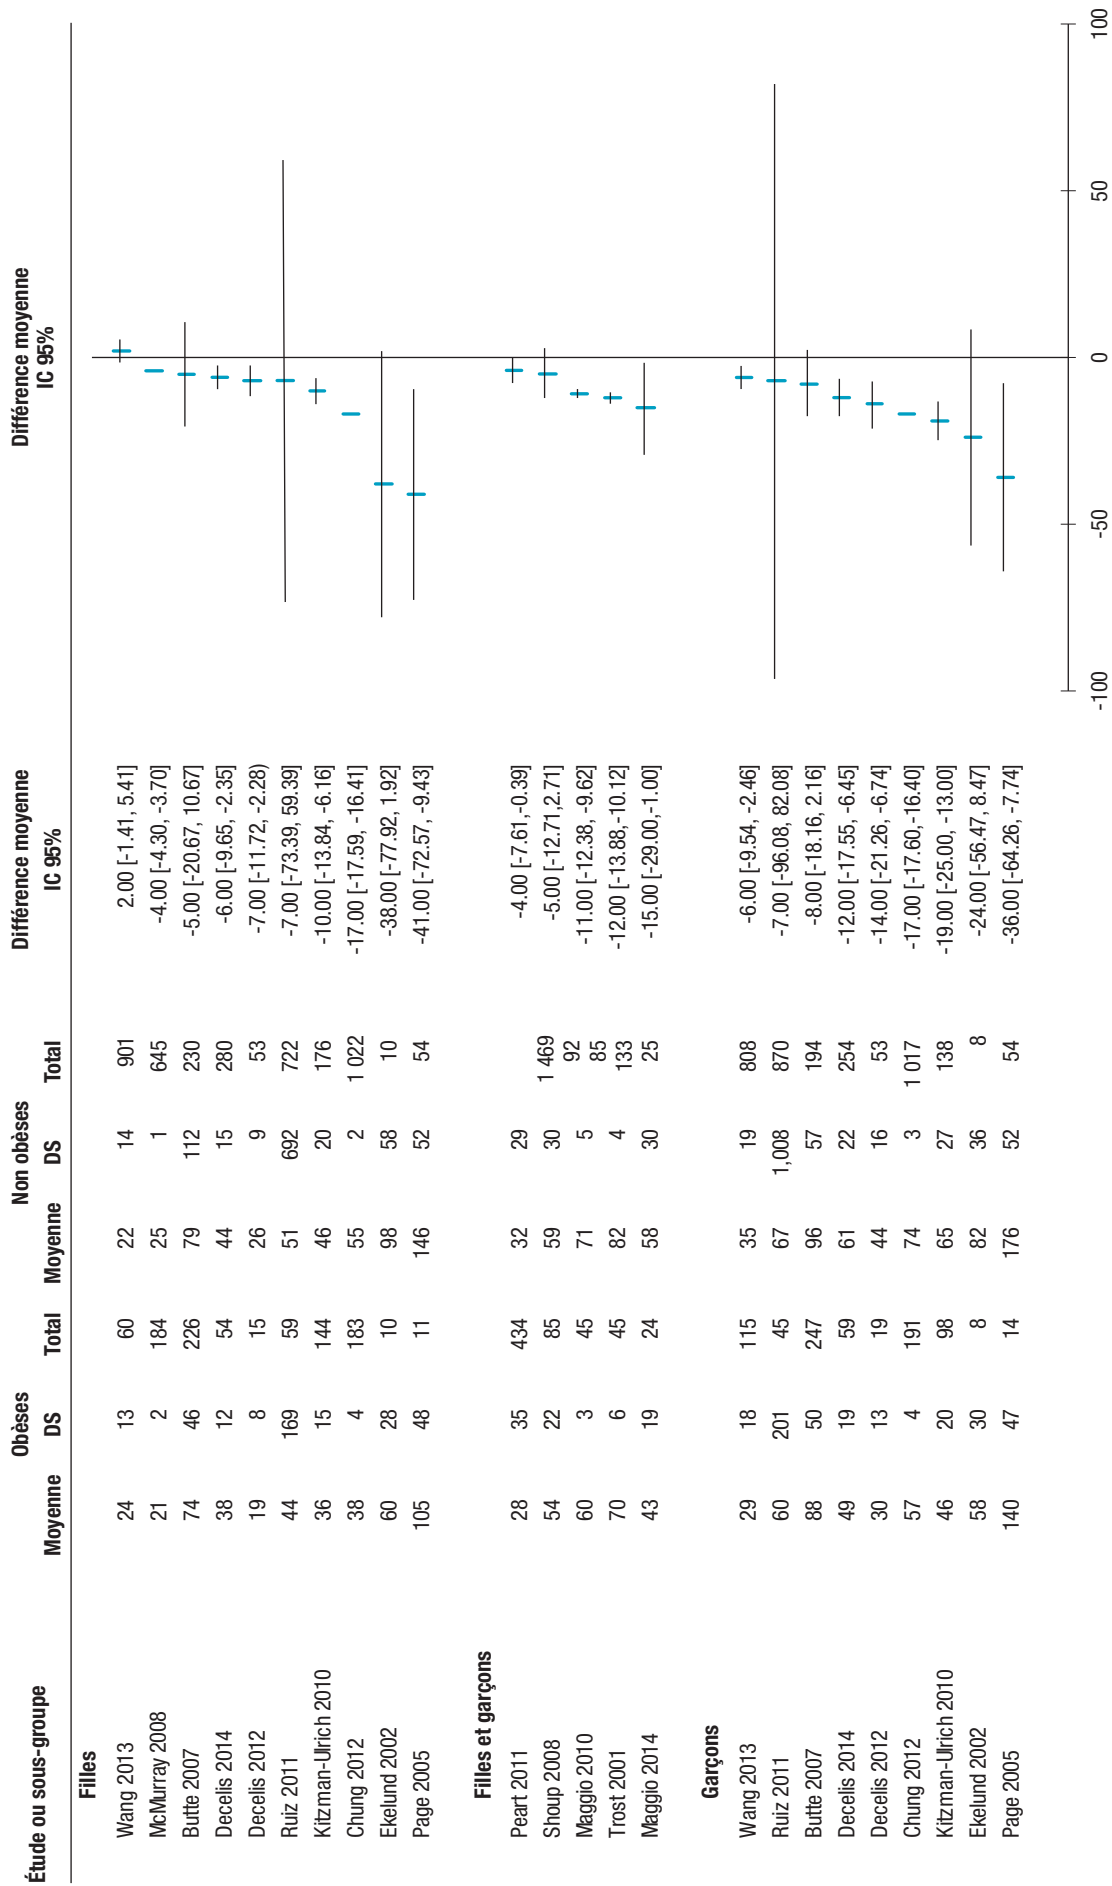 Obèses Non obèses Différence moyenne Différence moyenne
Étude ou sous-groupe Moyenne DS Total Moyenne DS Total IC 95% IC 95%
Filles
Wang 2013 24 13 60 22 14 901 2.00 [-1.41, 5.41]
McMurray 2008 21 2 184 25 1 645 -4.00 [-4.30, -3.70]
Butte 2007 74 46 226 79 112 230 -5.00 [-20.67, 10.67]
Decelis 2014 38 12 54 44 15 280 -6.00 [-9.65, -2.35]
Decelis 2012 19 8 15 26 9 53 -7.00 [-11.72, -2.28)
Ruiz 2011 44 169 59 51 692 722 -7.00 [-73.39, 59.39]
Kitzman-Ulrich 2010 36 15 144 46 20 176 -10.00 [-13.84, -6.16]
Chung 2012 38 4 183 55 2 1 022 -17.00 [-17.59, -16.41]
Ekelund 2002 60 28 10 98 58 10 -38.00 [-77.92, 1.92]
Page 2005 105 48 11 146 52 54 -41.00 [-72.57, -9.43]
Filles et garçons
Peart 2011 28 35 434 32 29 1 469 -4.00 [-7.61,-0.39]
Shoup 2008 54 22 85 59 30 92 -5.00 [-12.71,2.71]
Maggio 2010 60 3 45 71 5 85 -11.00 [-12.38, -9.62]
Trost 2001 70 6 45 82 4 133 -12.00 [-13.88,-10.12]
Maggio 2014 43 19 24 58 30 25 -15.00 [-29.00,-1.00]
Garçons
Wang 2013 29 18 115 35 19 808 -6.00 [-9.54, -2.46]
Ruiz 2011 60 201 45 67 1,008 870 -7.00 [-96.08, 82.08]
Butte 2007 88 50 247 96 57 194 -8.00 [-18.16, 2.16]
Decelis 2014 49 19 59 61 22 254 -12.00 [-17.55, -6.45]
Decelis 2012 30 13 19 44 16 53 -14.00 [-21.26, -6.74]
Chung 2012 57 4 191 74 3 1 017 -17.00 [-17.60,-16.40]
Kitzman-Ulrich 2010 46 20 98 65 27 138 -19.00 [-25.00, -13.00]
Ekelund 2002 58 30 8 82 36 8 -24.00 [-56.47, 8.47]
Page 2005 140 47 14 176 52 54 -36.00 [-64.26, -7.74]
-100 -50 0 50 100